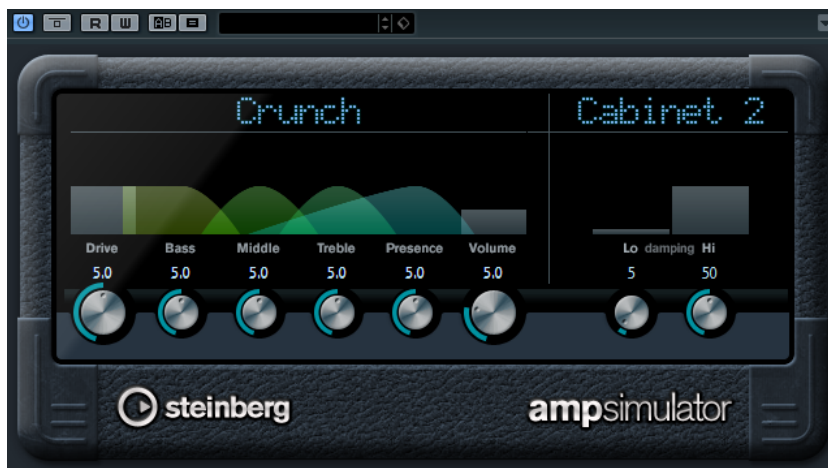 R W AB
Crunch Cabinet 2
Drive Bass Middle Treble Presence Volume Lo damping Hi
5.0 5.0 5.0 5.0 5.0 5.0 5 50
steinberg ampsimulator